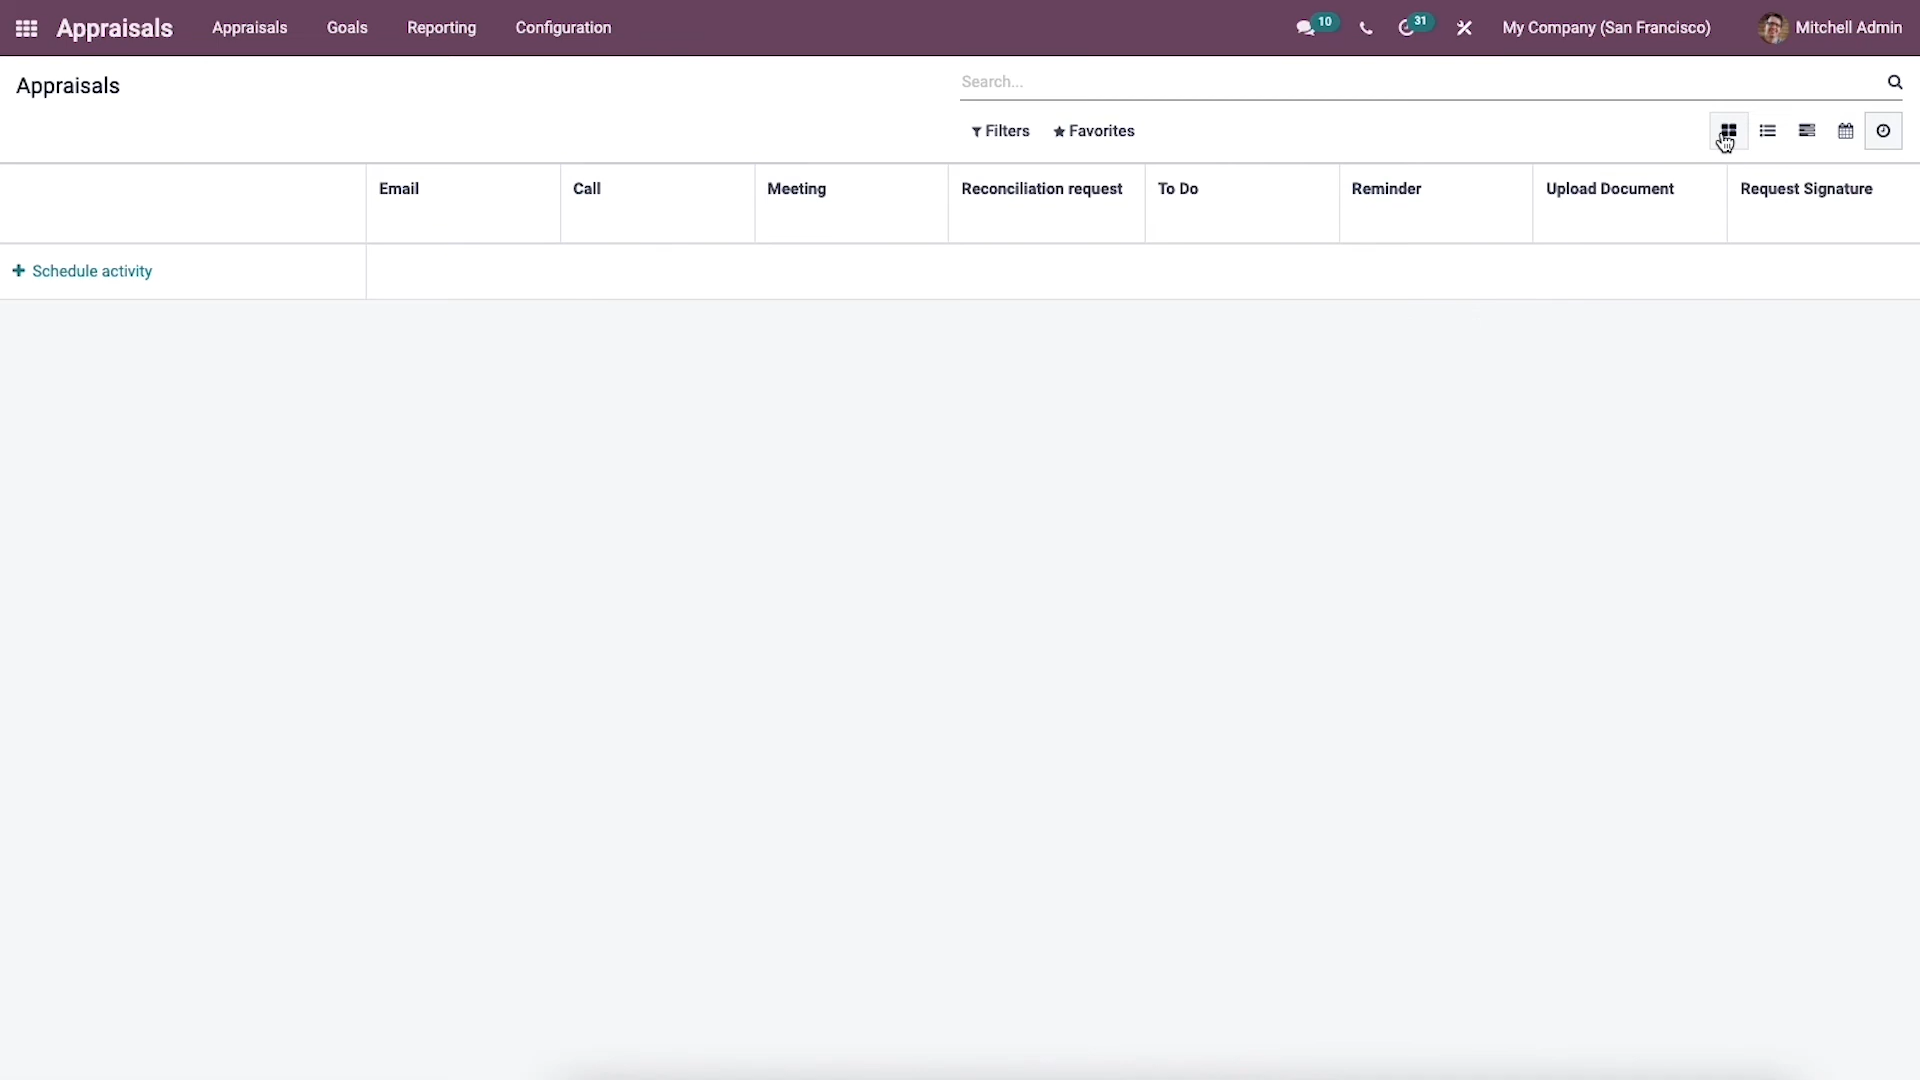 Appraisals Appraisals Goals Reporting Configuration 10 31 My Company (San Francisco) Mitchell Admin
Appraisals Search...
Filters Favorites
Email Call Meeting Reconciliation request To Do Reminder Upload Document Request Signature
Schedule activity